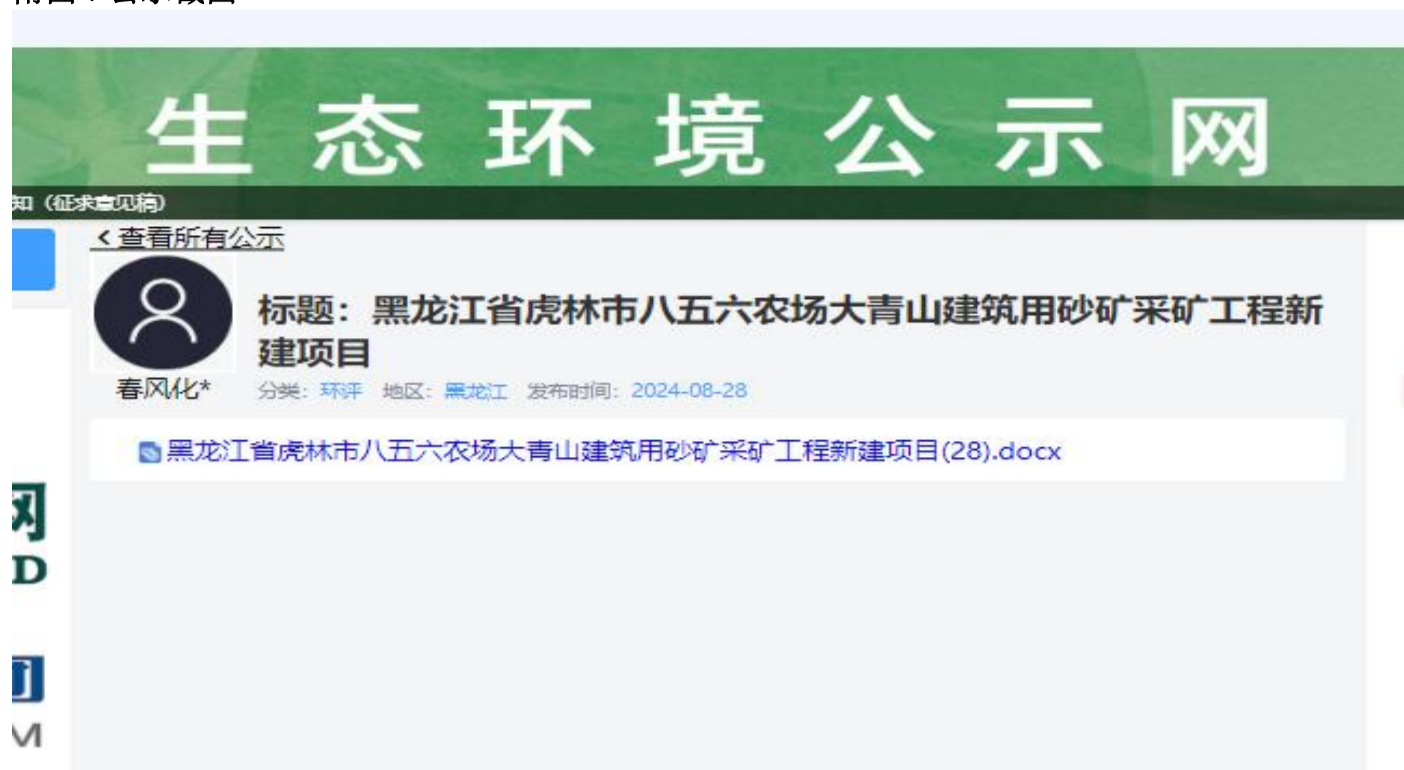 生态环境公示网
知（征求意见稿）
<查看所有公示
标题：黑龙江省虎林市八五六农场大青山建筑用砂矿采矿工程新
建项目
春风化*
分类：环评 地区：黑龙江 发布时间：2024-08-28
黑龙江省虎林市八五六农场大青山建筑用砂矿采矿工程新建项目(28).docx
网
D
M